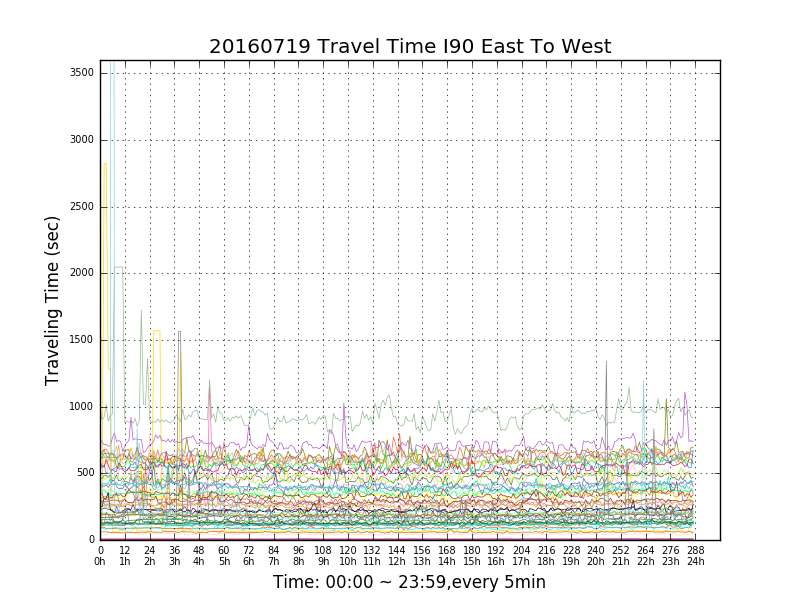 20160719 Travel Time I90 East To West
Traveling Time (sec)
3500
3000
2500
2000
1500
1000
500
0
0 12 24 36 48 60 72 84 96 108 120 132 144 156 168 180 192 204 216 228 240 252 264 276 288
0h 1h 2h 3h 4h 5h 6h 7h 8h 9h 10h 11h 12h 13h 14h 15h 16h 17h 18h 19h 20h 21h 22h 23h 24h
Time: 00:00 ~ 23:59,every 5min